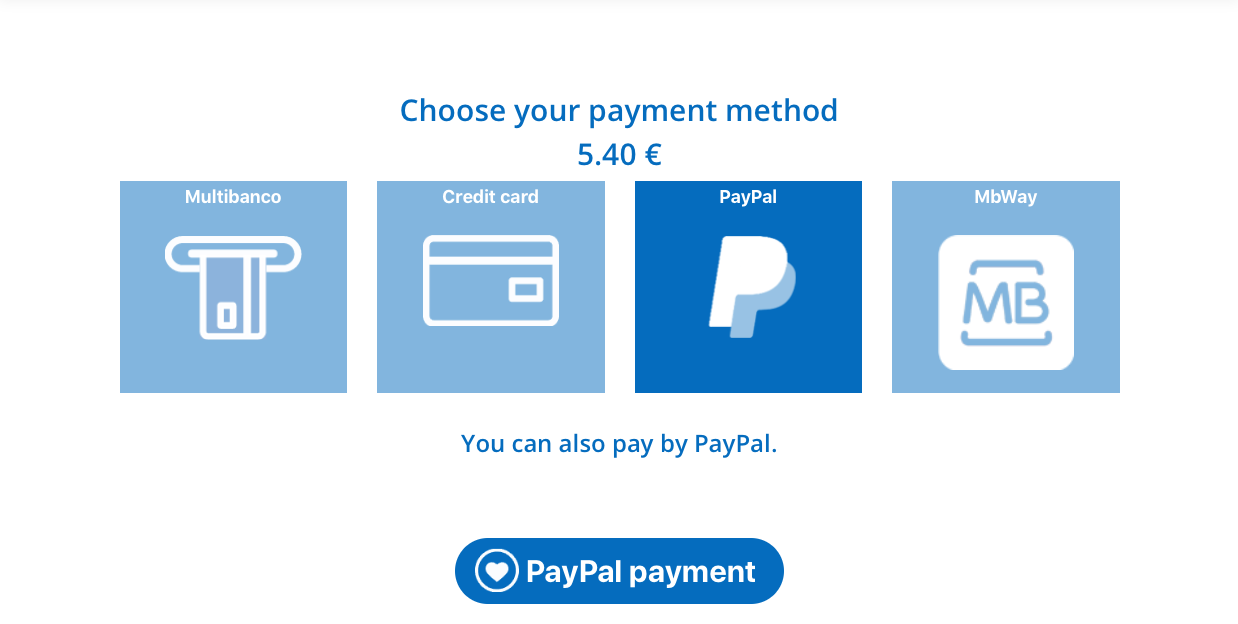 Choose your payment method
5.40 €
Multibanco
Credit card
PayPal
MbWay
MB
You can also pay by PayPal.
PayPal payment